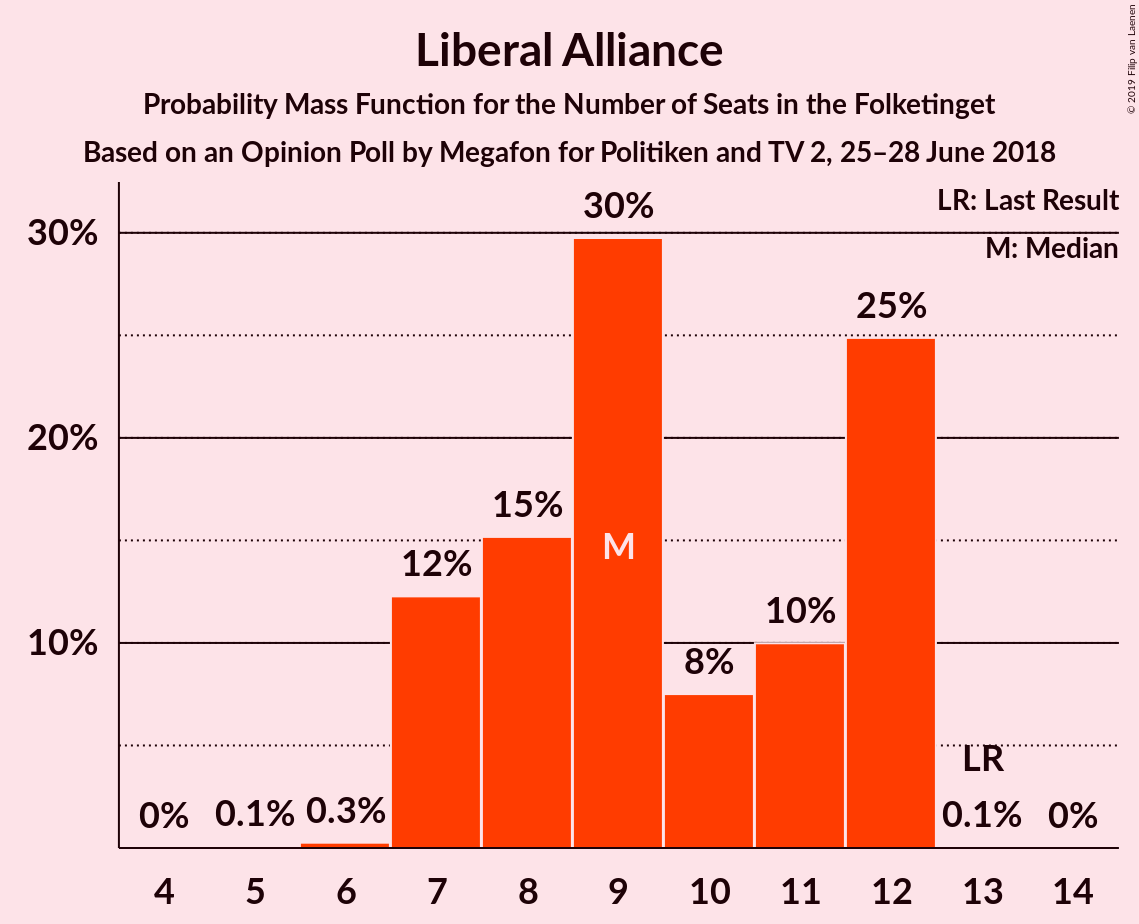 Liberal Alliance
Probability Mass Function for the Number of Seats in the Folketinget
Based on an Opinion Poll by Megafon for Politiken and TV 2, 25–28 June 2018
© 2019 Filip van Laenen
LR: Last Result
M: Median
30%
20%
10%
0%
0.1%
0.3%
12%
15%
30%
M
8%
10%
25%
LR
0.1%
0%
4 5 6 7 8 9 10 11 12 13 14